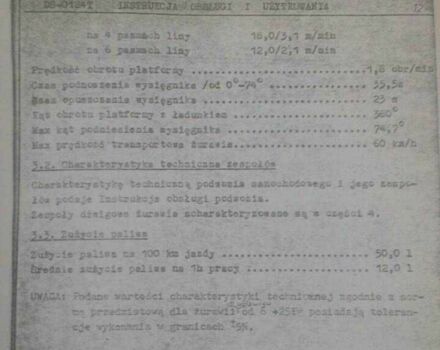 DS-0184T INSTRUKCJA OBSŁUGI I UŻYTKOWANIA
na 4 pasmach liny 18,0/3,1 m/min
za 6 pasmach liny 12,0/2,1 m/min
Prędkość obrotu platformy .................... 1,8 obr/min
Czas podnoszenia wysięgnika /od 0°-74° ........ 55,5s
Czas opuszczania wysięgnika ................... 23 s
Kąt obrotu platformy z ładunkiem .............. 360°
Max kąt podniesienia wysięgnika ............... 74,7°
Max prędkość transportowa żurawia .............. 60 km/h
3.2. Charakterystyka techniczna zespołów
Charakterystykę techniczną podwozia samochodowego i jego zespo-
łów podaje Instrukcja obsługi podwozia.
Zespoły dźwigowe żurawia scharakteryzowane są w części 4.
3.3. Zużycie paliwa
Zużycie paliwa na 100 km jazdy ................ 50,0 l
Średnie zużycie paliwa na 1h pracy ............ 12,0 l
UWAGA: Podane wartości charakterystyki technicznej zgodnie z nor-
mą przedmiotową dla żurawi od 6 +25T posiadają toleran-
cje wykonania w granicach ±5%.